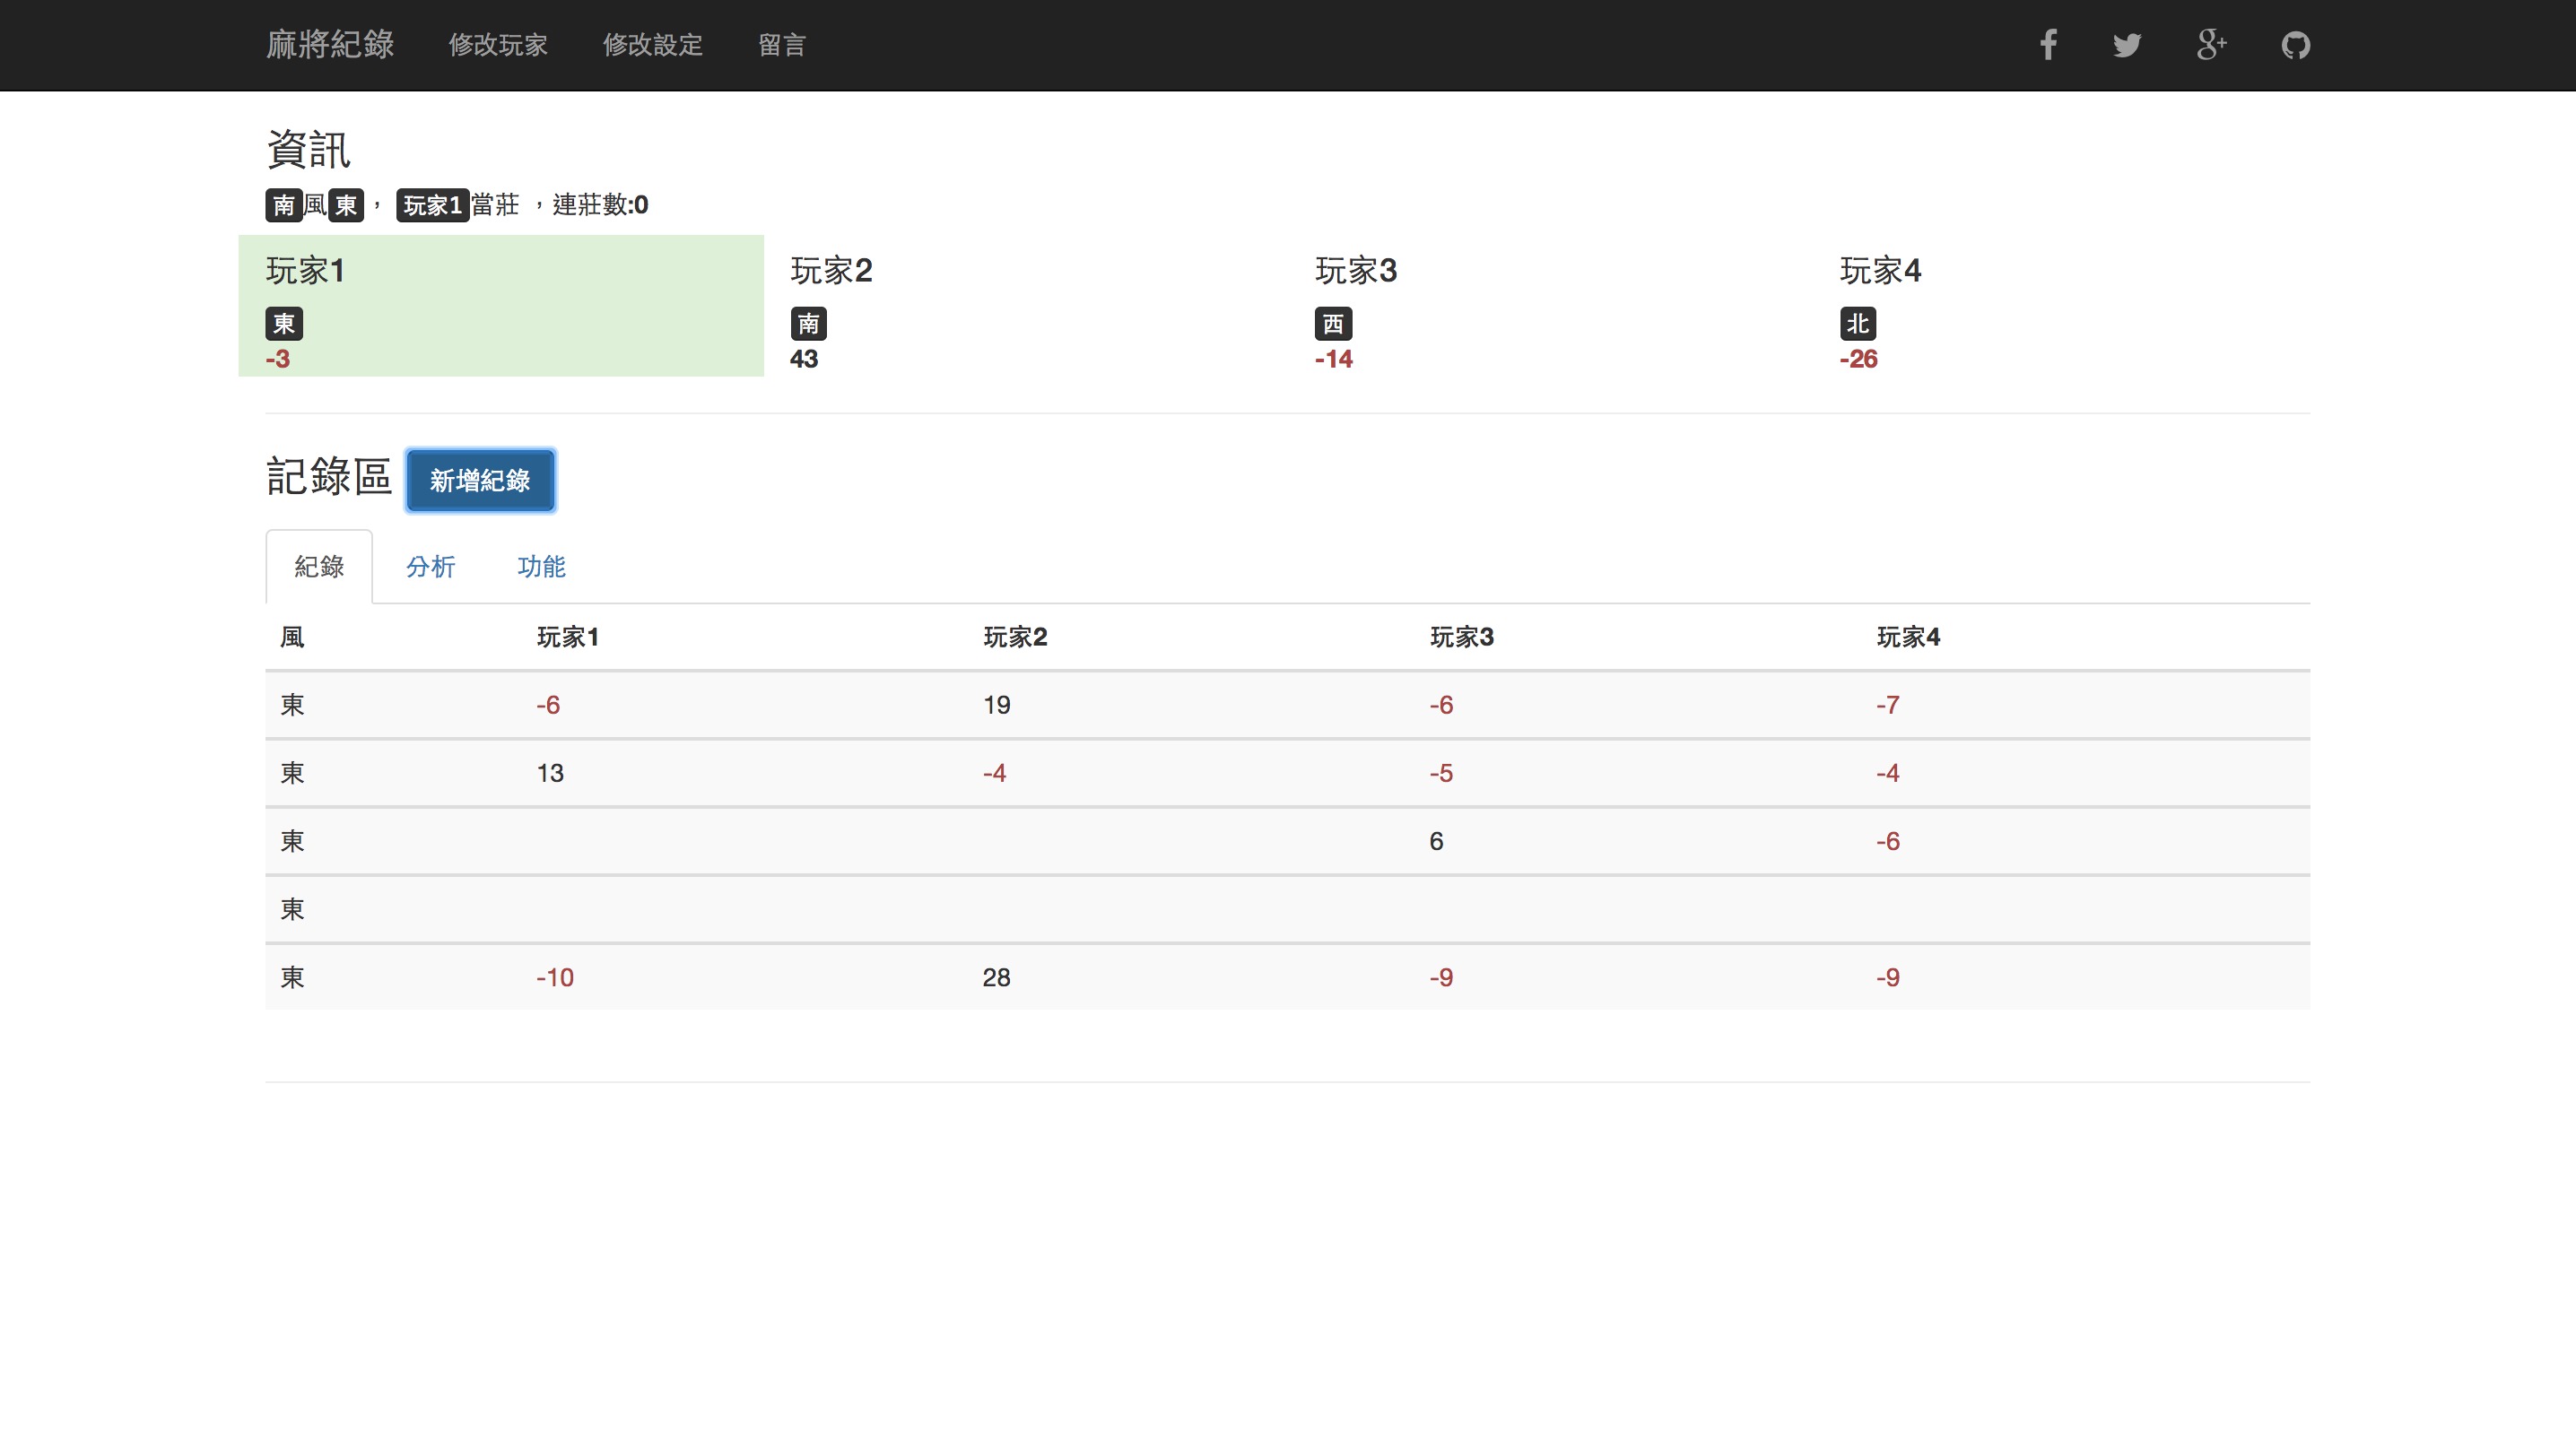 麻將紀錄 修改玩家 修改設定 留言
資訊
南風東， 玩家1當莊 ，連莊數:0
玩家1 玩家2 玩家3 玩家4
東 南 西 北
-3 43 -14 -26
記錄區 新增紀錄
紀錄 分析 功能
風 玩家1 玩家2 玩家3 玩家4
東 -6 19 -6 -7
東 13 -4 -5 -4
東 6 -6
東
東 -10 28 -9 -9